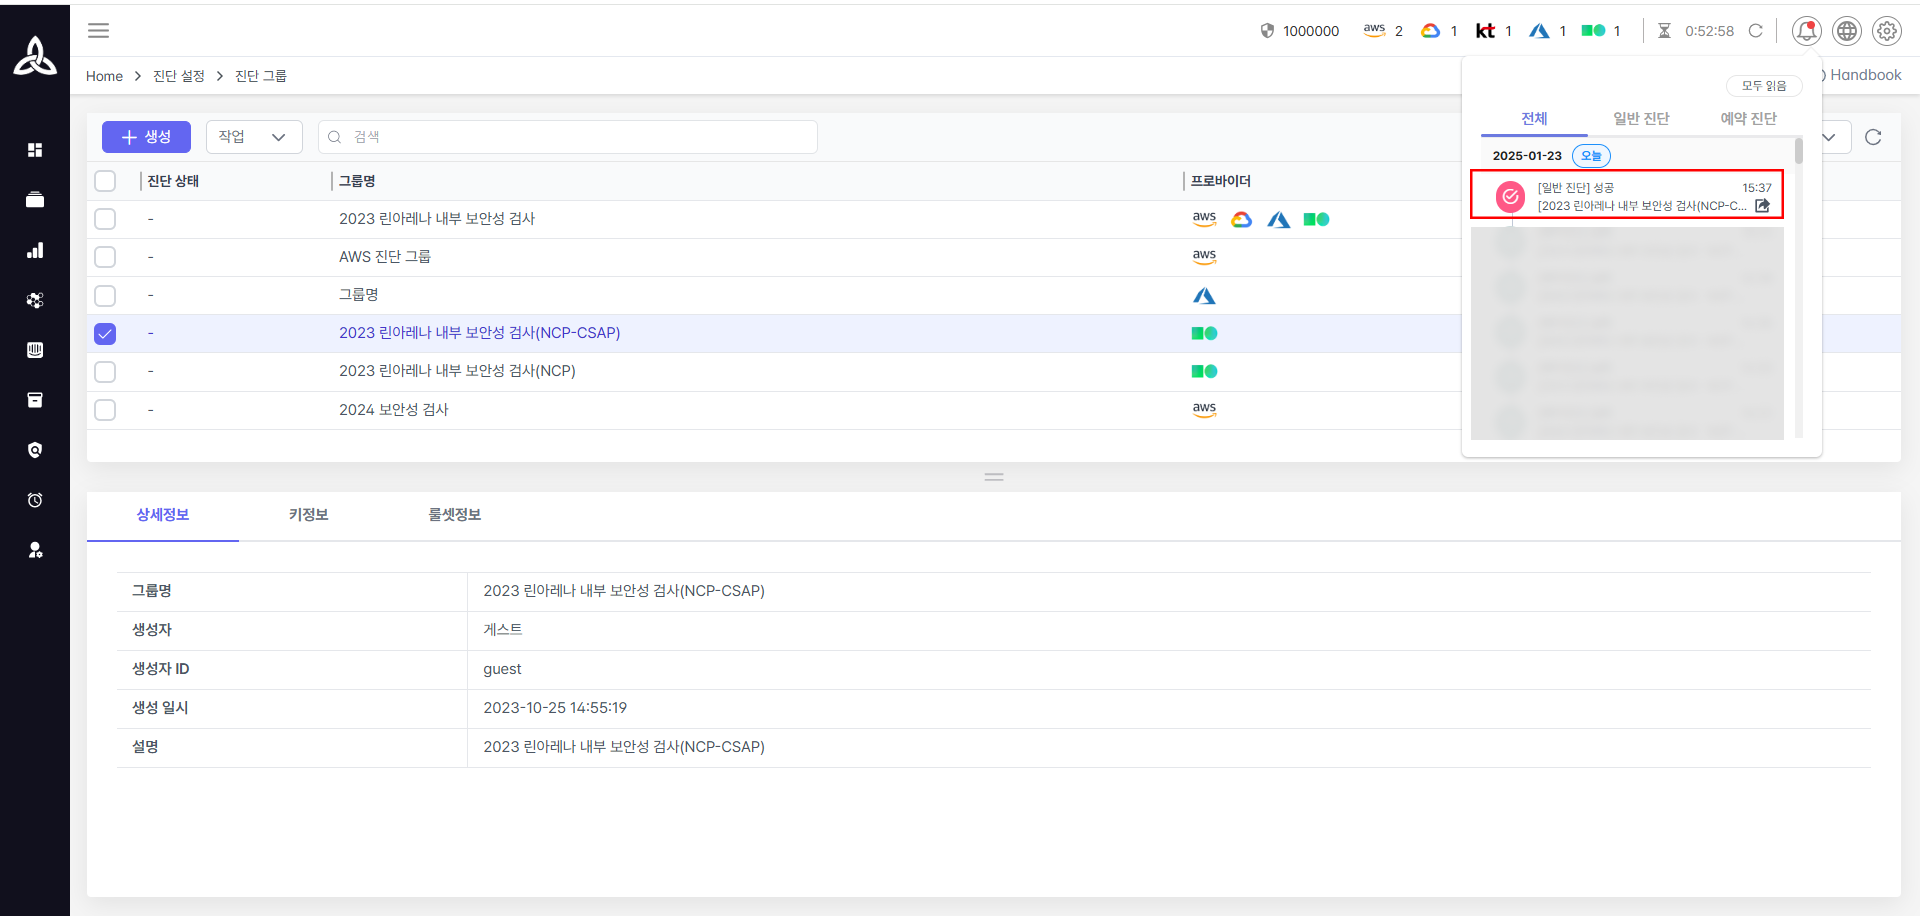 1000000 aws 2 1 kt 1 1 1 0:52:58
Home > 진단 설정 > 진단 그룹
Handbook
모두 읽음
전체 일반 진단 예약 진단
2025-01-23 오늘
[일반 진단] 성공 15:37
[2023 린아레나 내부 보안성 검사(NCP-C...
+ 생성 작업 검색
진단 상태 그룹명 프로바이더
- 2023 린아레나 내부 보안성 검사 aws
- AWS 진단 그룹 aws
- 그룹명
- 2023 린아레나 내부 보안성 검사(NCP-CSAP)
- 2023 린아레나 내부 보안성 검사(NCP)
- 2024 보안성 검사 aws
상세정보 키정보 룰셋정보
그룹명 2023 린아레나 내부 보안성 검사(NCP-CSAP)
생성자 게스트
생성자 ID guest
생성 일시 2023-10-25 14:55:19
설명 2023 린아레나 내부 보안성 검사(NCP-CSAP)